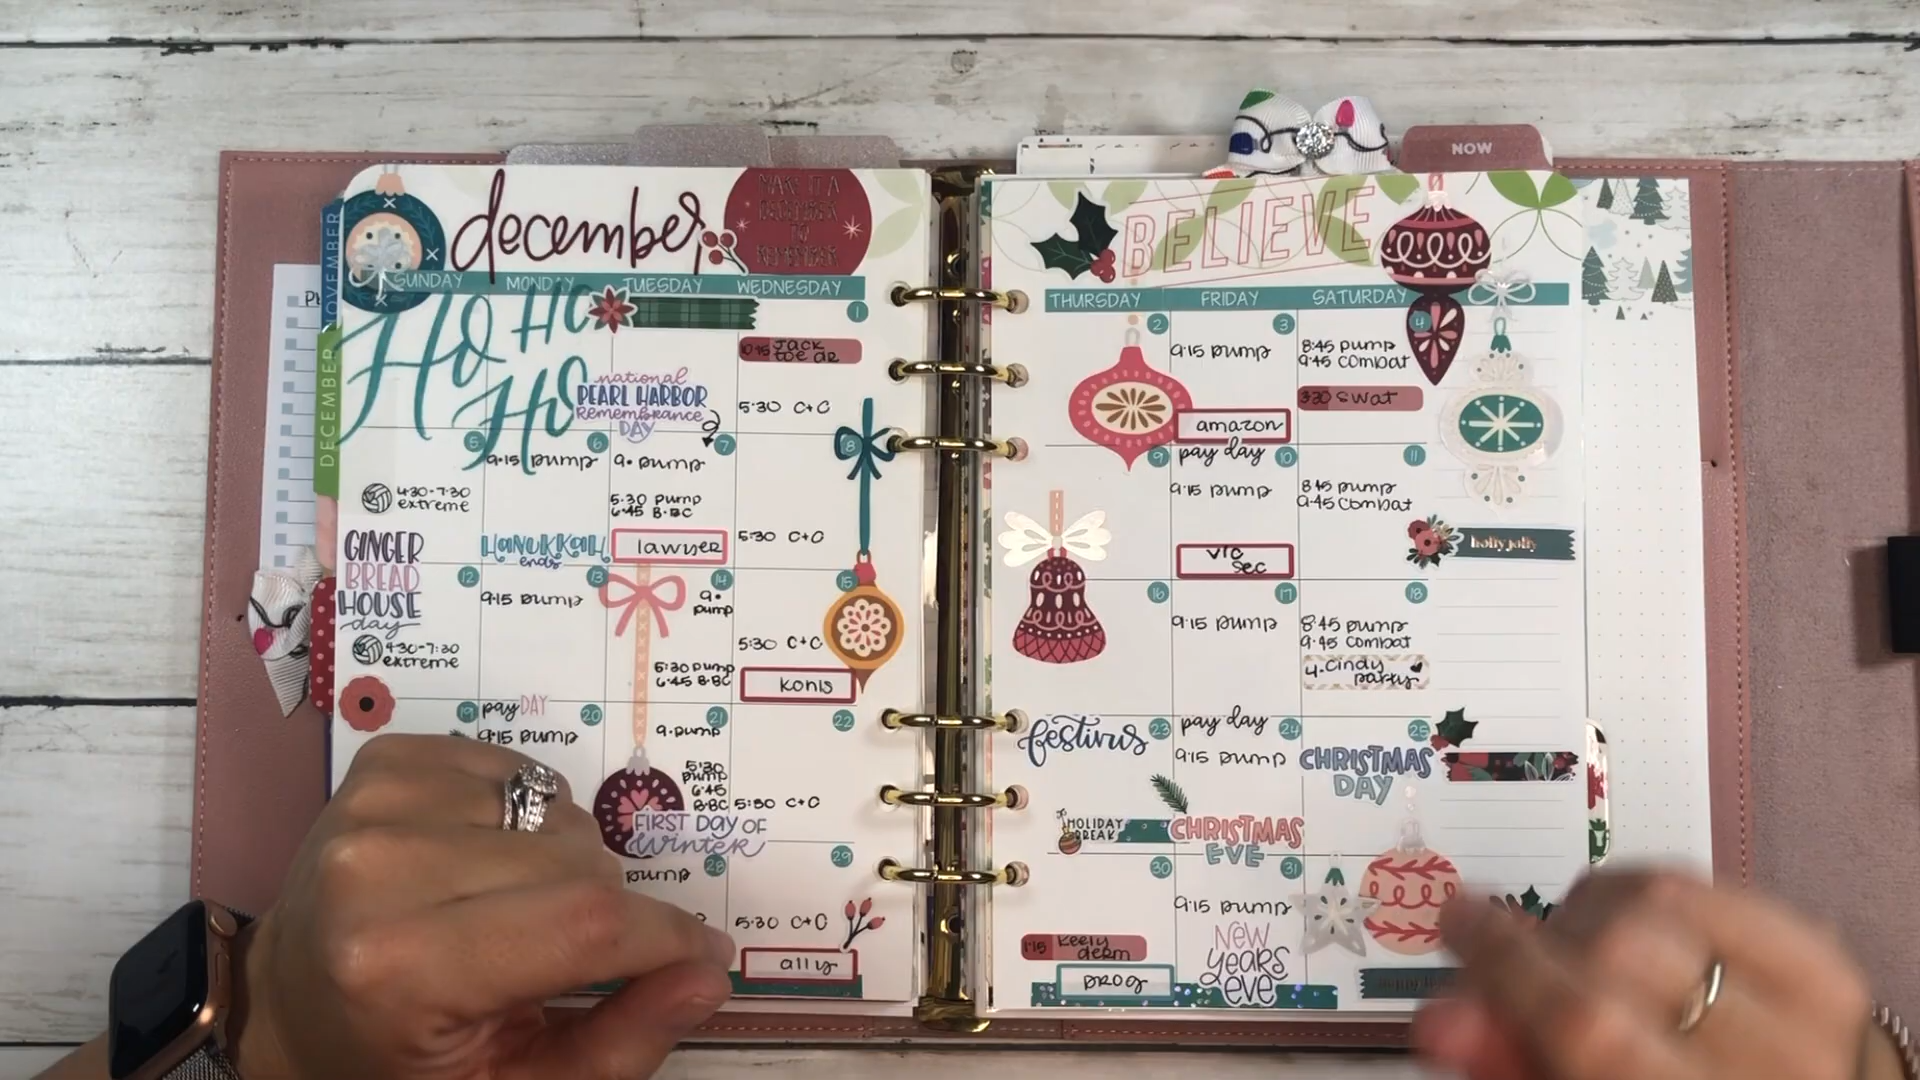 NOW
NOVEMBER
DECEMBER
december
MAKE IT A
DECEMBER
TO
REMEMBER
BELIEVE
SUNDAY MONDAY TUESDAY WEDNESDAY
THURSDAY FRIDAY SATURDAY
HO HO
HO
1
10:15 Jack
toe dr
national
PEARL HARBOR
Remembrance
DAY
5:30 C+C
2
3
9:15 pump
amazon
4
8:45 pump
9:45 combat
3:30 swat
5
4:30-7:30
extreme
GINGER
BREAD
HOUSE
day
6
9:15 pump
HANUKKAH
ends
7
9. pump
5:30 pump
6:45 B.BC
lawyer
8
5:30 C+C
9
pay day
10
9:15 pump
vic
sec
11
8:45 pump
9:45 combat
holly jolly
12
4:30-7:30
extreme
13
9:15 pump
14
9.
pump
5:30 pump
6:45 B.BC
15
5:30 C+C
konis
16
17
9:15 pump
18
8:45 pump
9:45 combat
4-Cindy
party
19
pay DAY
20
9:15 pump
21
9.pump
5:30
pump
6:45
B.BC
FIRST DAY OF
Winter
22
5:30 C+C
festivus
23
HOLIDAY
BREAK
pay day
24
9:15 pump
CHRISTMAS
EVE
25
CHRISTMAS
DAY
28
pump
29
5:30 C+C
ally
30
1:15 Keely
derm
prog
31
9:15 pump
NEW
years
eve